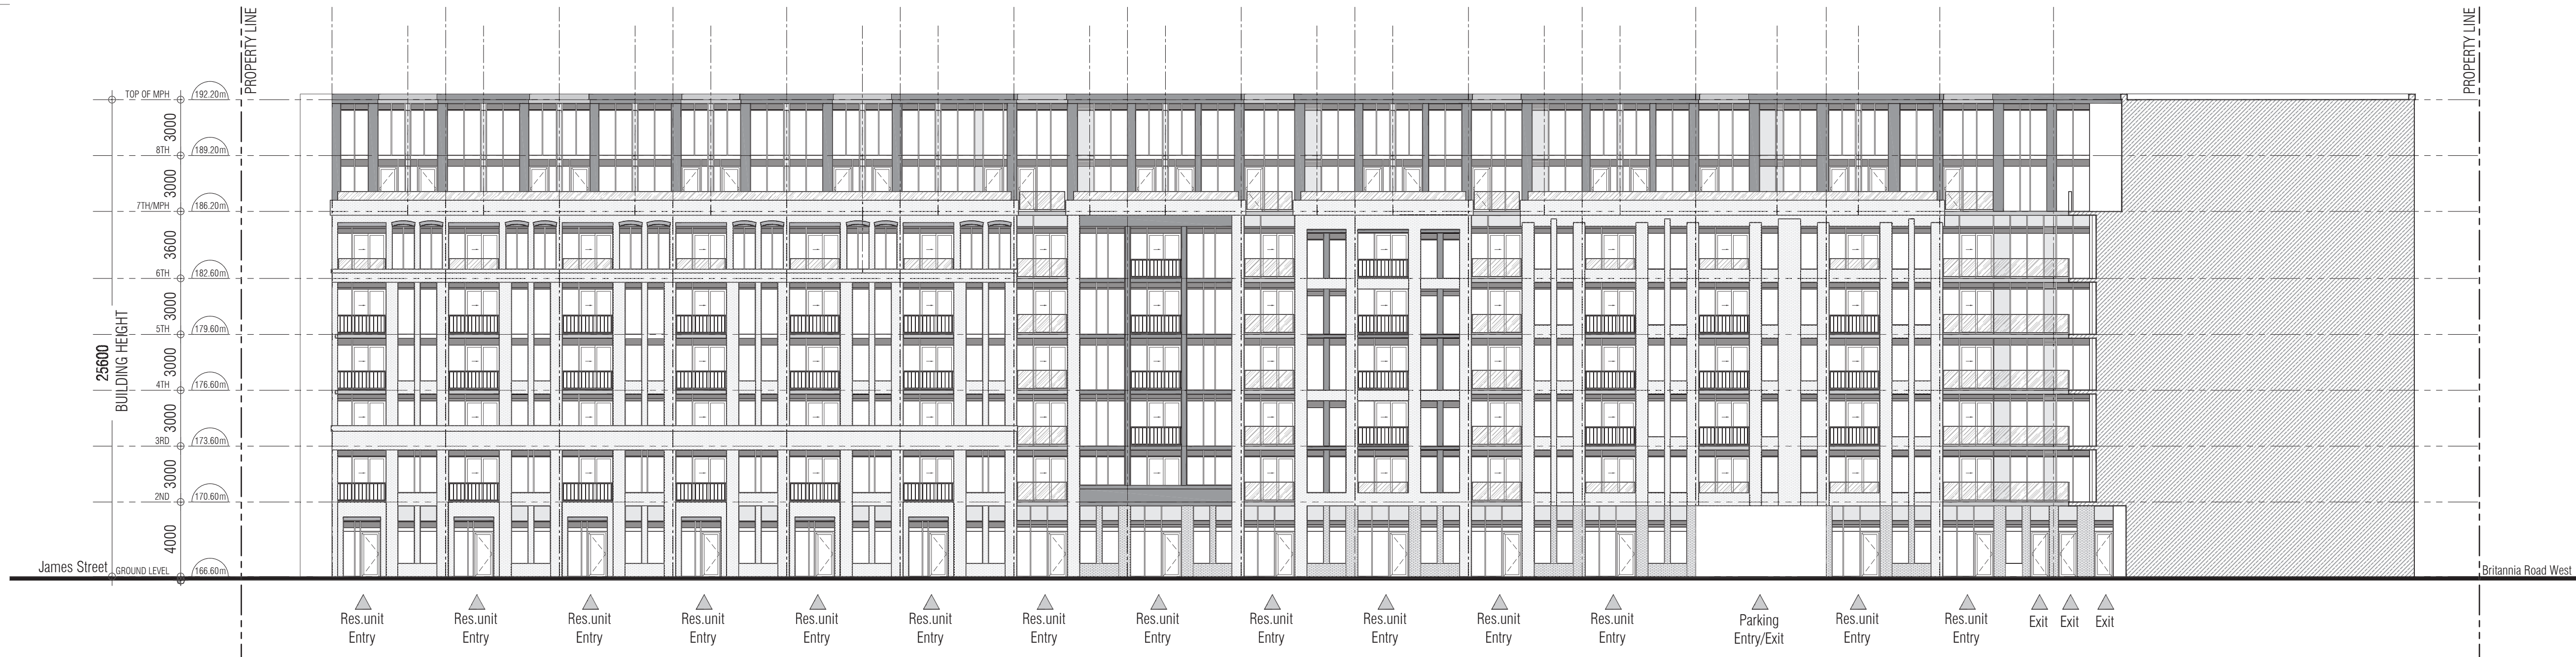 PROPERTY LINE
PROPERTY LINE
TOP OF MPH 192.20m
3000
8TH 189.20m
3000
7TH/MPH 186.20m
3600
6TH 182.60m
3000
5TH 179.60m
3000
4TH 176.60m
3000
3RD 173.60m
3000
2ND 170.60m
4000
GROUND LEVEL 166.60m
25600
BUILDING HEIGHT
James Street
Britannia Road West
Res.unit
Entry
Res.unit
Entry
Res.unit
Entry
Res.unit
Entry
Res.unit
Entry
Res.unit
Entry
Res.unit
Entry
Res.unit
Entry
Res.unit
Entry
Res.unit
Entry
Res.unit
Entry
Res.unit
Entry
Parking
Entry/Exit
Res.unit
Entry
Res.unit
Entry
Exit
Exit
Exit